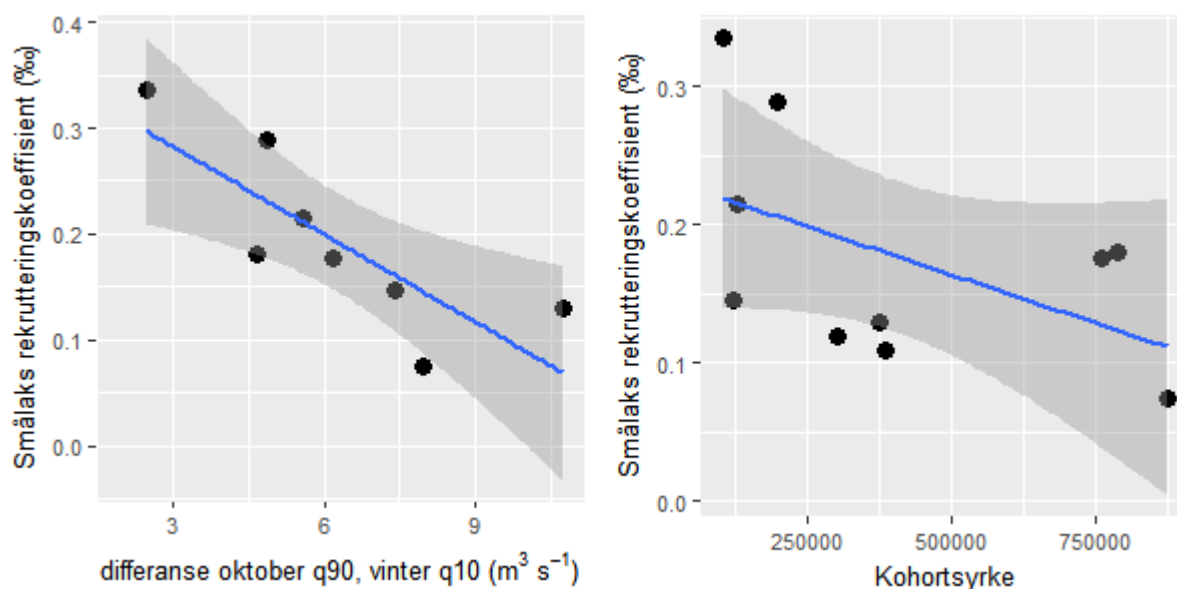 Smålaks rekrutteringskoeffisient (‰)
0.4
0.3
0.2
0.1
0.0
3 6 9
differanse oktober q90, vinter q10 (m³ s⁻¹)
Smålaks rekrutteringskoeffisient (‰)
0.3
0.2
0.1
0.0
250000 500000 750000
Kohortsyrke